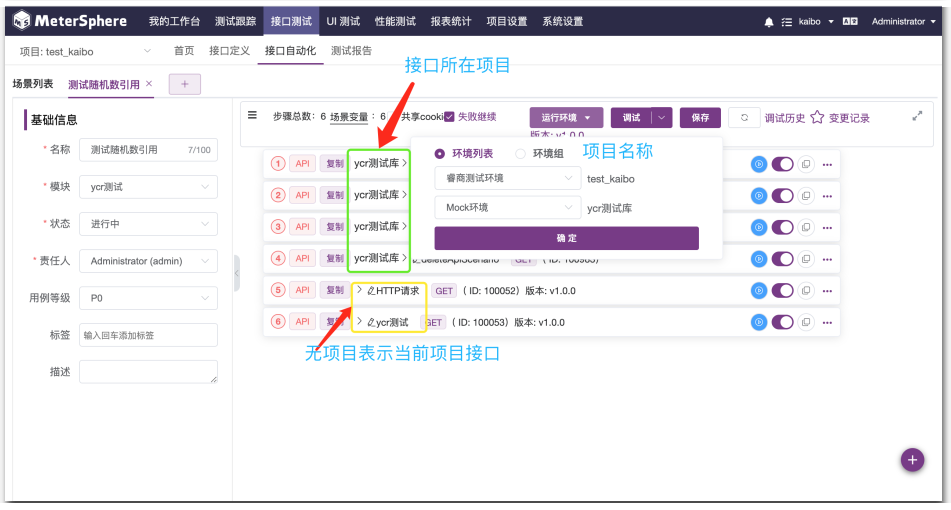 MeterSphere 我的工作台 测试跟踪 接口测试 UI 测试 性能测试 报表统计 项目设置 系统设置 kaibo Administrator
项目: test_kaibo 首页 接口定义 接口自动化 测试报告
接口所在项目
场景列表 测试随机数引用 × +
基础信息
步骤总数: 6 场景变量: 6 共享cooki 失败继续 运行环境 调试 保存 调试历史 变更记录
版本: v1.0.0
* 名称 测试随机数引用 7/100
* 模块 ycr测试
* 状态 进行中
* 责任人 Administrator (admin)
用例等级 P0
标签 输入回车添加标签
描述
环境列表 环境组 项目名称
睿商测试环境 test_kaibo
Mock环境 ycr测试库
确 定
1 API 复制 ycr测试库
2 API 复制 ycr测试库
3 API 复制 ycr测试库
4 API 复制 ycr测试库
5 API 复制 HTTP请求 GET ( ID: 100052) 版本: v1.0.0
6 API 复制 ycr测试 GET ( ID: 100053) 版本: v1.0.0
无项目表示当前项目接口